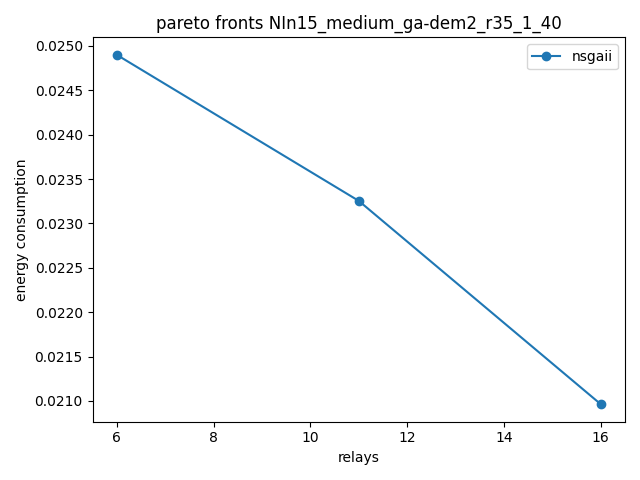 pareto fronts NIn15_medium_ga-dem2_r35_1_40
nsgaii
0.0250
0.0245
0.0240
0.0235
0.0230
0.0225
0.0220
0.0215
0.0210
energy consumption
6 8 10 12 14 16
relays